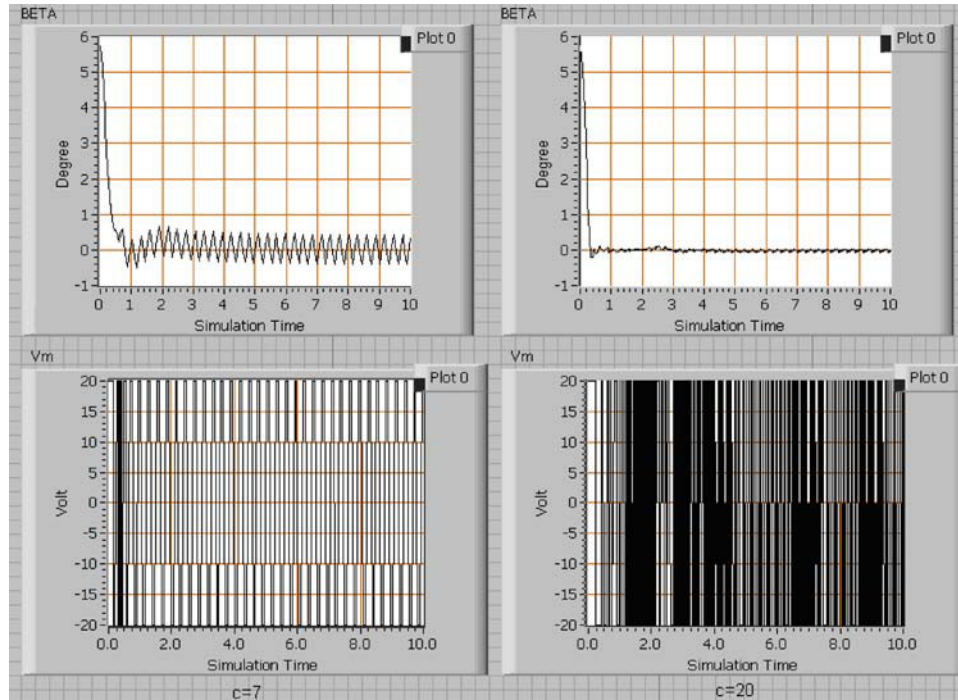 BETA
Plot 0
Degree
6
5
4
3
2
1
0
-1
0 1 2 3 4 5 6 7 8 9 10
Simulation Time
BETA
Plot 0
Degree
6
5
4
3
2
1
0
-1
0 1 2 3 4 5 6 7 8 9 10
Simulation Time
Vm
Plot 0
Volt
20
15
10
5
0
-5
-10
-15
-20
0.0 2.0 4.0 6.0 8.0 10.0
Simulation Time
c=7
Vm
Plot 0
Volt
20
15
10
5
0
-5
-10
-15
-20
0.0 2.0 4.0 6.0 8.0 10.0
Simulation Time
c=20